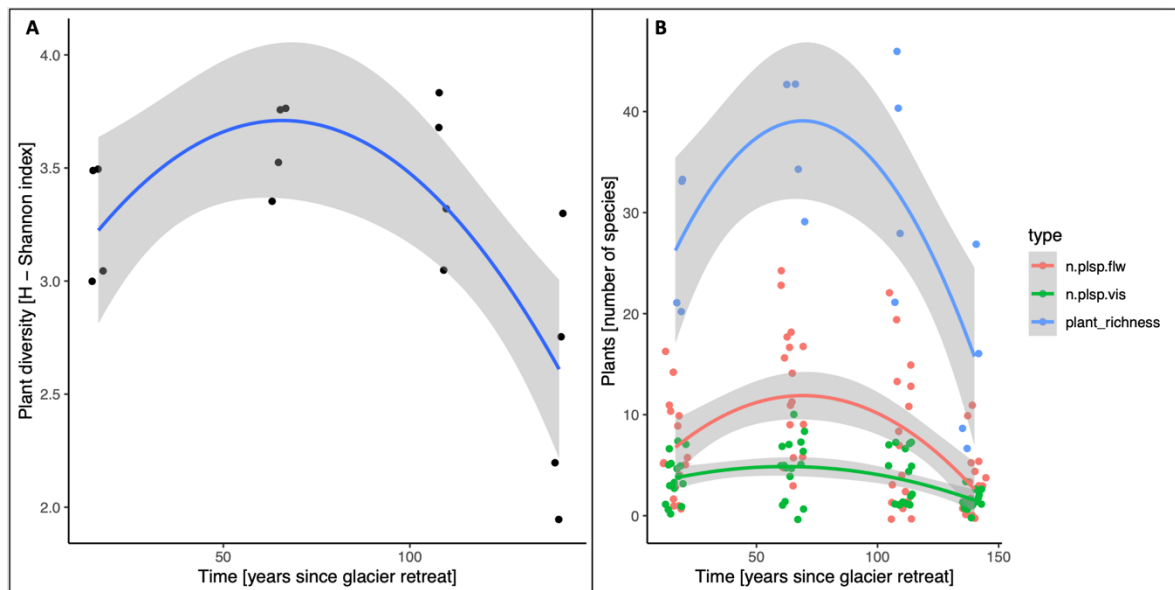 A
Plant diversity [H − Shannon index]
4.0
3.5
3.0
2.5
2.0
50
100
Time [years since glacier retreat]
B
Plants [number of species]
40
30
20
10
0
50
100
150
Time [years since glacier retreat]
type
n.plsp.flw
n.plsp.vis
plant_richness